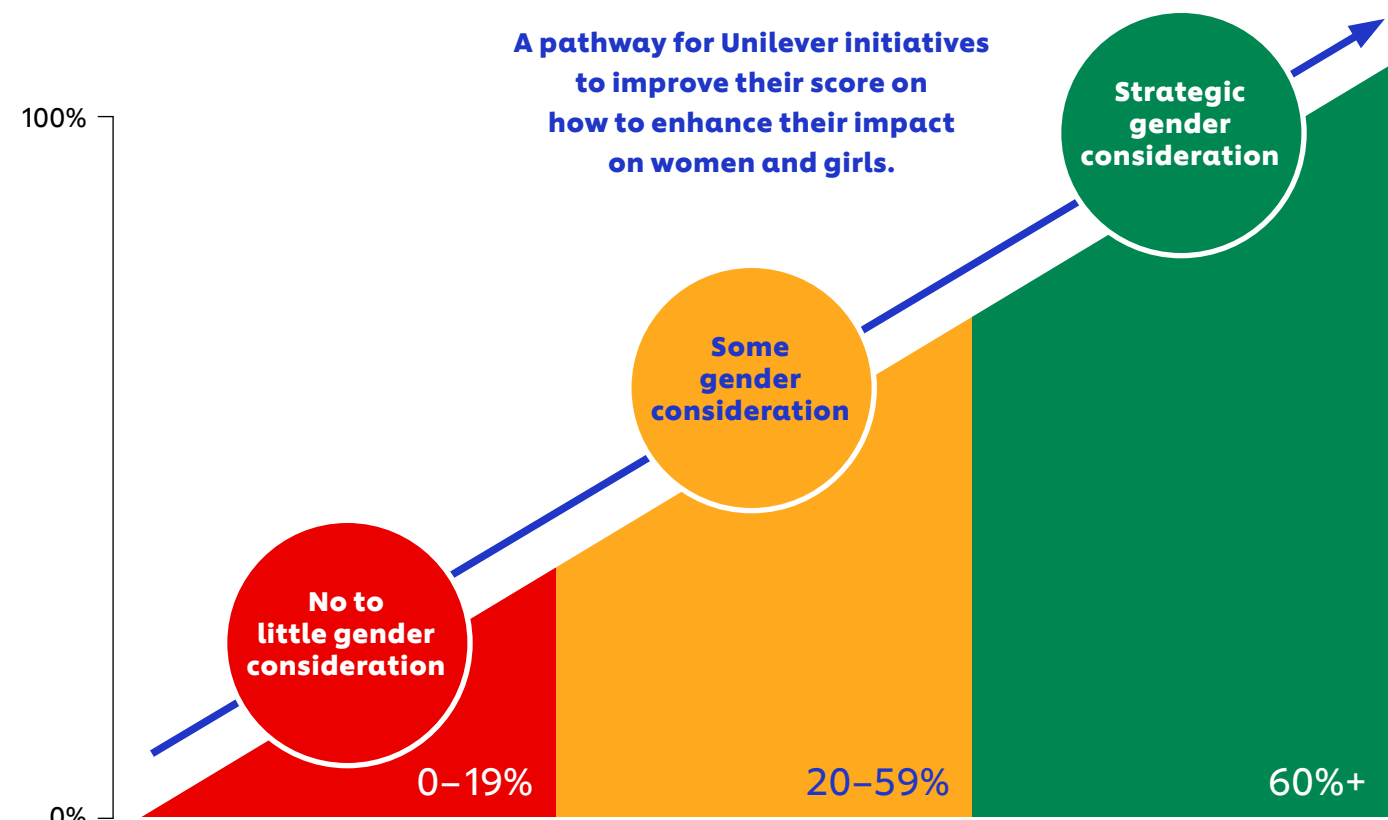 A pathway for Unilever initiatives
to improve their score on
how to enhance their impact
on women and girls.
100%
Strategic
gender
consideration
Some
gender
consideration
No to
little gender
consideration
0–19%
20–59%
60%+
0%